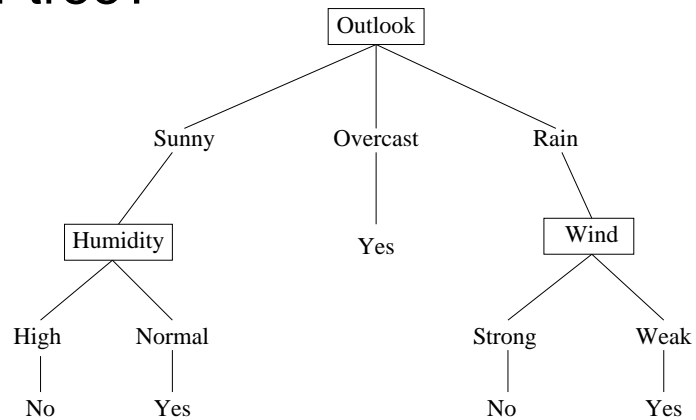 tree?
Outlook
Sunny Overcast Rain
Humidity Yes Wind
High Normal Strong Weak
No Yes No Yes